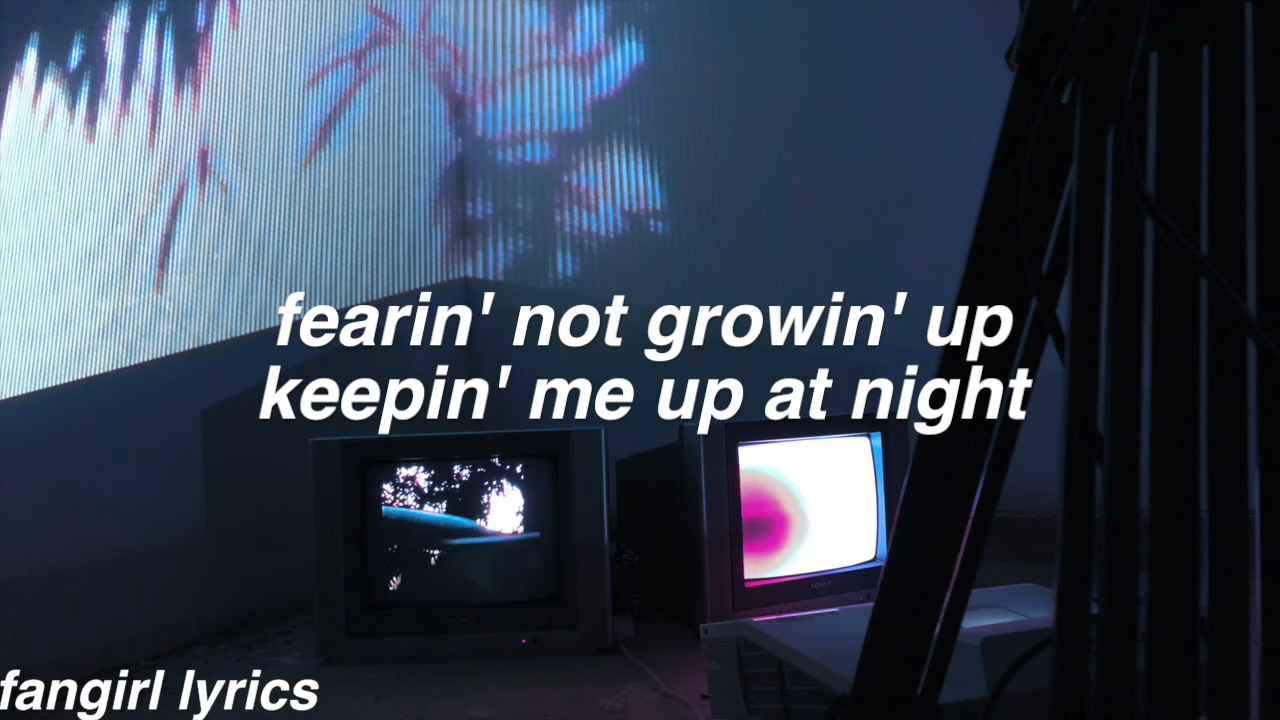 fearin' not growin' up
keepin' me up at night
fangirl lyrics